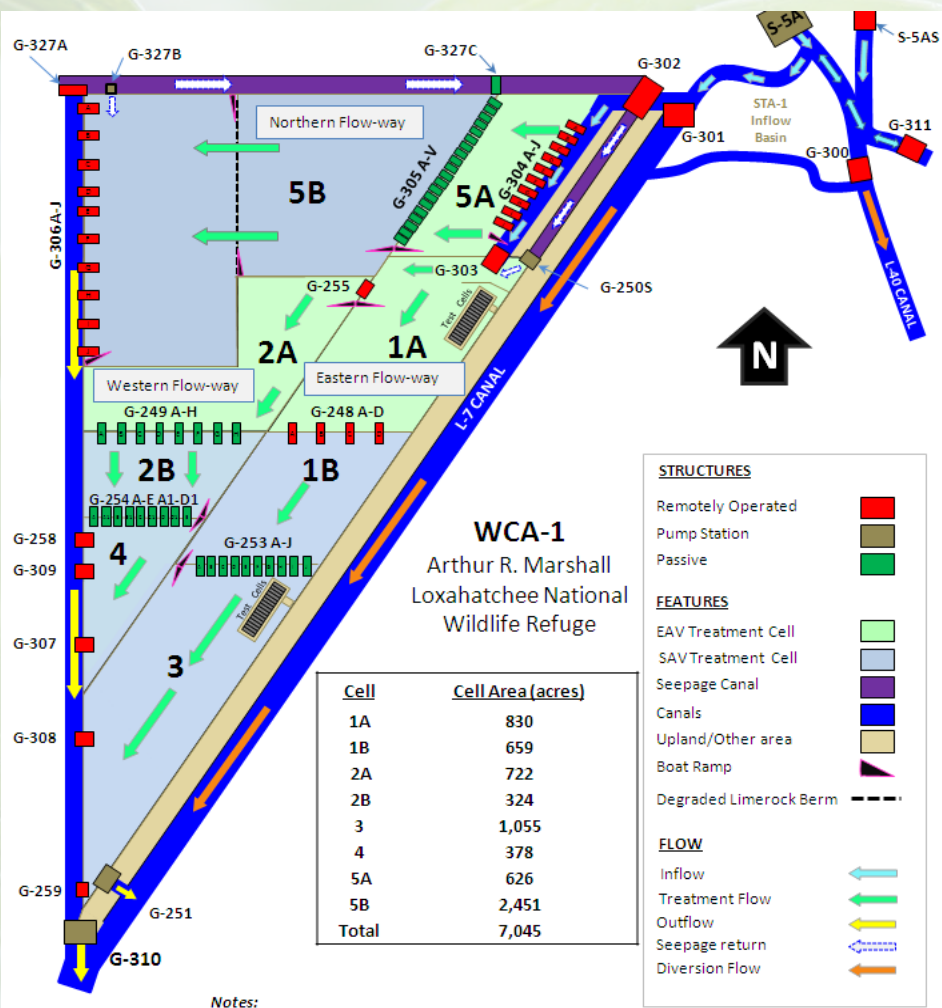 G-327A
G-327B
G-327C
S-5A
S-5AS
G-302
G-301
STA-1
Inflow
Basin
G-311
G-300
Northern Flow-way
5B
5A
G-305 A-V
G-304 A-J
G-306 A-J
G-303
G-250S
L-40 CANAL
G-255
Test Cells
2A
1A
N
Western Flow-way
Eastern Flow-way
L-7 CANAL
G-249 A-H
G-248 A-D
2B
1B
G-254 A-E A1-D1
G-258
G-309
4
G-253 A-J
Test Cells
G-307
3
G-308
G-259
G-251
G-310
WCA-1
Arthur R. Marshall
Loxahatchee National
Wildlife Refuge
Cell Cell Area (acres)
1A 830
1B 659
2A 722
2B 324
3 1,055
4 378
5A 626
5B 2,451
Total 7,045
STRUCTURES
Remotely Operated
Pump Station
Passive
FEATURES
EAV Treatment Cell
SAV Treatment Cell
Seepage Canal
Canals
Upland/Other area
Boat Ramp
Degraded Limerock Berm
FLOW
Inflow
Treatment Flow
Outflow
Seepage return
Diversion Flow
Notes: